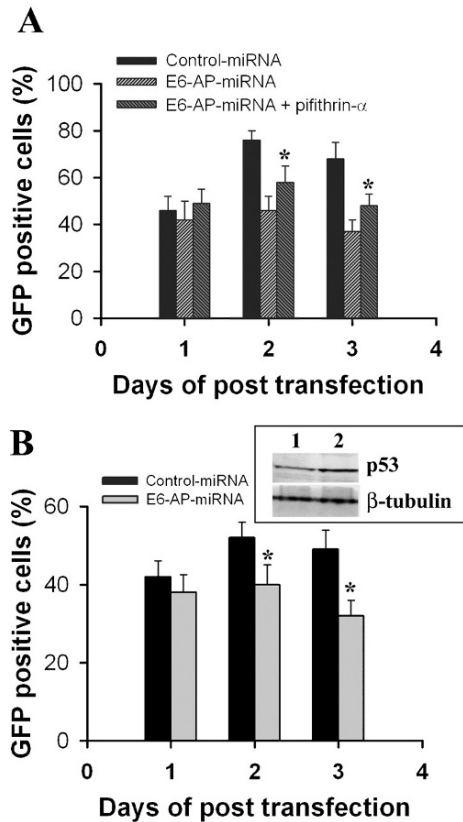 A
Control-miRNA
E6-AP-miRNA
E6-AP-miRNA + pifithrin-α
GFP positive cells (%)
100
80
60
40
20
0
* *
0 1 2 3 4
Days of post transfection
B
Control-miRNA
E6-AP-miRNA
1 2
p53
β-tubulin
GFP positive cells (%)
60
40
20
0
* *
0 1 2 3 4
Days of post transfection